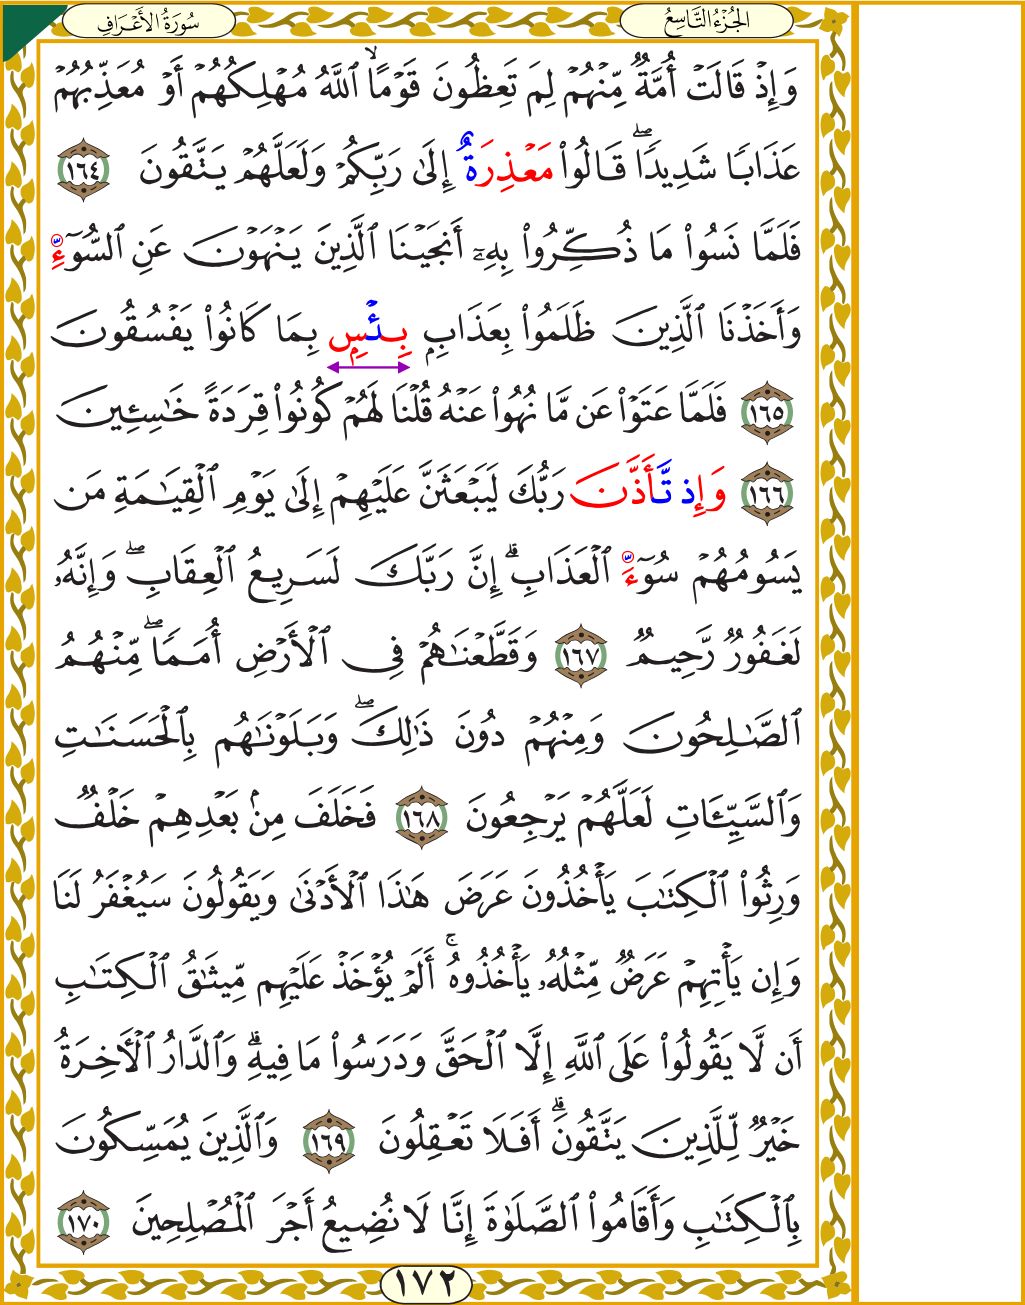 الجُزْءُ التَّاسِعُ
سُورَةُ الأَعْرَافِ
وَإِذْ قَالَتْ أُمَّةٌ مِّنْهُمْ لِمَ تَعِظُونَ قَوْمًا ۙ ٱللَّهُ مُهْلِكُهُمْ أَوْ مُعَذِّبُهُمْ
عَذَابًا شَدِيدًا ۖ قَالُوا۟ مَعْذِرَةٌ إِلَىٰ رَبِّكُمْ وَلَعَلَّهُمْ يَتَّقُونَ ١٦٤
فَلَمَّا نَسُوا۟ مَا ذُكِّرُوا۟ بِهِۦٓ أَنجَيْنَا ٱلَّذِينَ يَنْهَوْنَ عَنِ ٱلسُّوٓءِ
وَأَخَذْنَا ٱلَّذِينَ ظَلَمُوا۟ بِعَذَابٍۭ بِئْسٍۭ بِمَا كَانُوا۟ يَفْسُقُونَ
١٦٥ فَلَمَّا عَتَوْا۟ عَن مَّا نُهُوا۟ عَنْهُ قُلْنَا لَهُمْ كُونُوا۟ قِرَدَةً خَـٰسِـِٔينَ
١٦٦ وَإِذ تَّأَذَّنَ رَبُّكَ لَيَبْعَثَنَّ عَلَيْهِمْ إِلَىٰ يَوْمِ ٱلْقِيَـٰمَةِ مَن
يَسُومُهُمْ سُوٓءَ ٱلْعَذَابِ ۗ إِنَّ رَبَّكَ لَسَرِيعُ ٱلْعِقَابِ ۖ وَإِنَّهُۥ
لَغَفُورٌ رَّحِيمٌ ١٦٧ وَقَطَّعْنَـٰهُمْ فِى ٱلْأَرْضِ أُمَمًا ۖ مِّنْهُمُ
ٱلصَّـٰلِحُونَ وَمِنْهُمْ دُونَ ذَٰلِكَ ۖ وَبَلَوْنَـٰهُم بِٱلْحَسَنَـٰتِ
وَٱلسَّيِّـَٔاتِ لَعَلَّهُمْ يَرْجِعُونَ ١٦٨ فَخَلَفَ مِنۢ بَعْدِهِمْ خَلْفٌ
وَرِثُوا۟ ٱلْكِتَـٰبَ يَأْخُذُونَ عَرَضَ هَـٰذَا ٱلْأَدْنَىٰ وَيَقُولُونَ سَيُغْفَرُ لَنَا
وَإِن يَأْتِهِمْ عَرَضٌ مِّثْلُهُۥ يَأْخُذُوهُ ۚ أَلَمْ يُؤْخَذْ عَلَيْهِم مِّيثَـٰقُ ٱلْكِتَـٰبِ
أَن لَّا يَقُولُوا۟ عَلَى ٱللَّهِ إِلَّا ٱلْحَقَّ وَدَرَسُوا۟ مَا فِيهِ ۗ وَٱلدَّارُ ٱلْـَٔاخِرَةُ
خَيْرٌ لِّلَّذِينَ يَتَّقُونَ ۗ أَفَلَا تَعْقِلُونَ ١٦٩ وَٱلَّذِينَ يُمَسِّكُونَ
بِٱلْكِتَـٰبِ وَأَقَامُوا۟ ٱلصَّلَوٰةَ إِنَّا لَا نُضِيعُ أَجْرَ ٱلْمُصْلِحِينَ ١٧٠
١٧٢